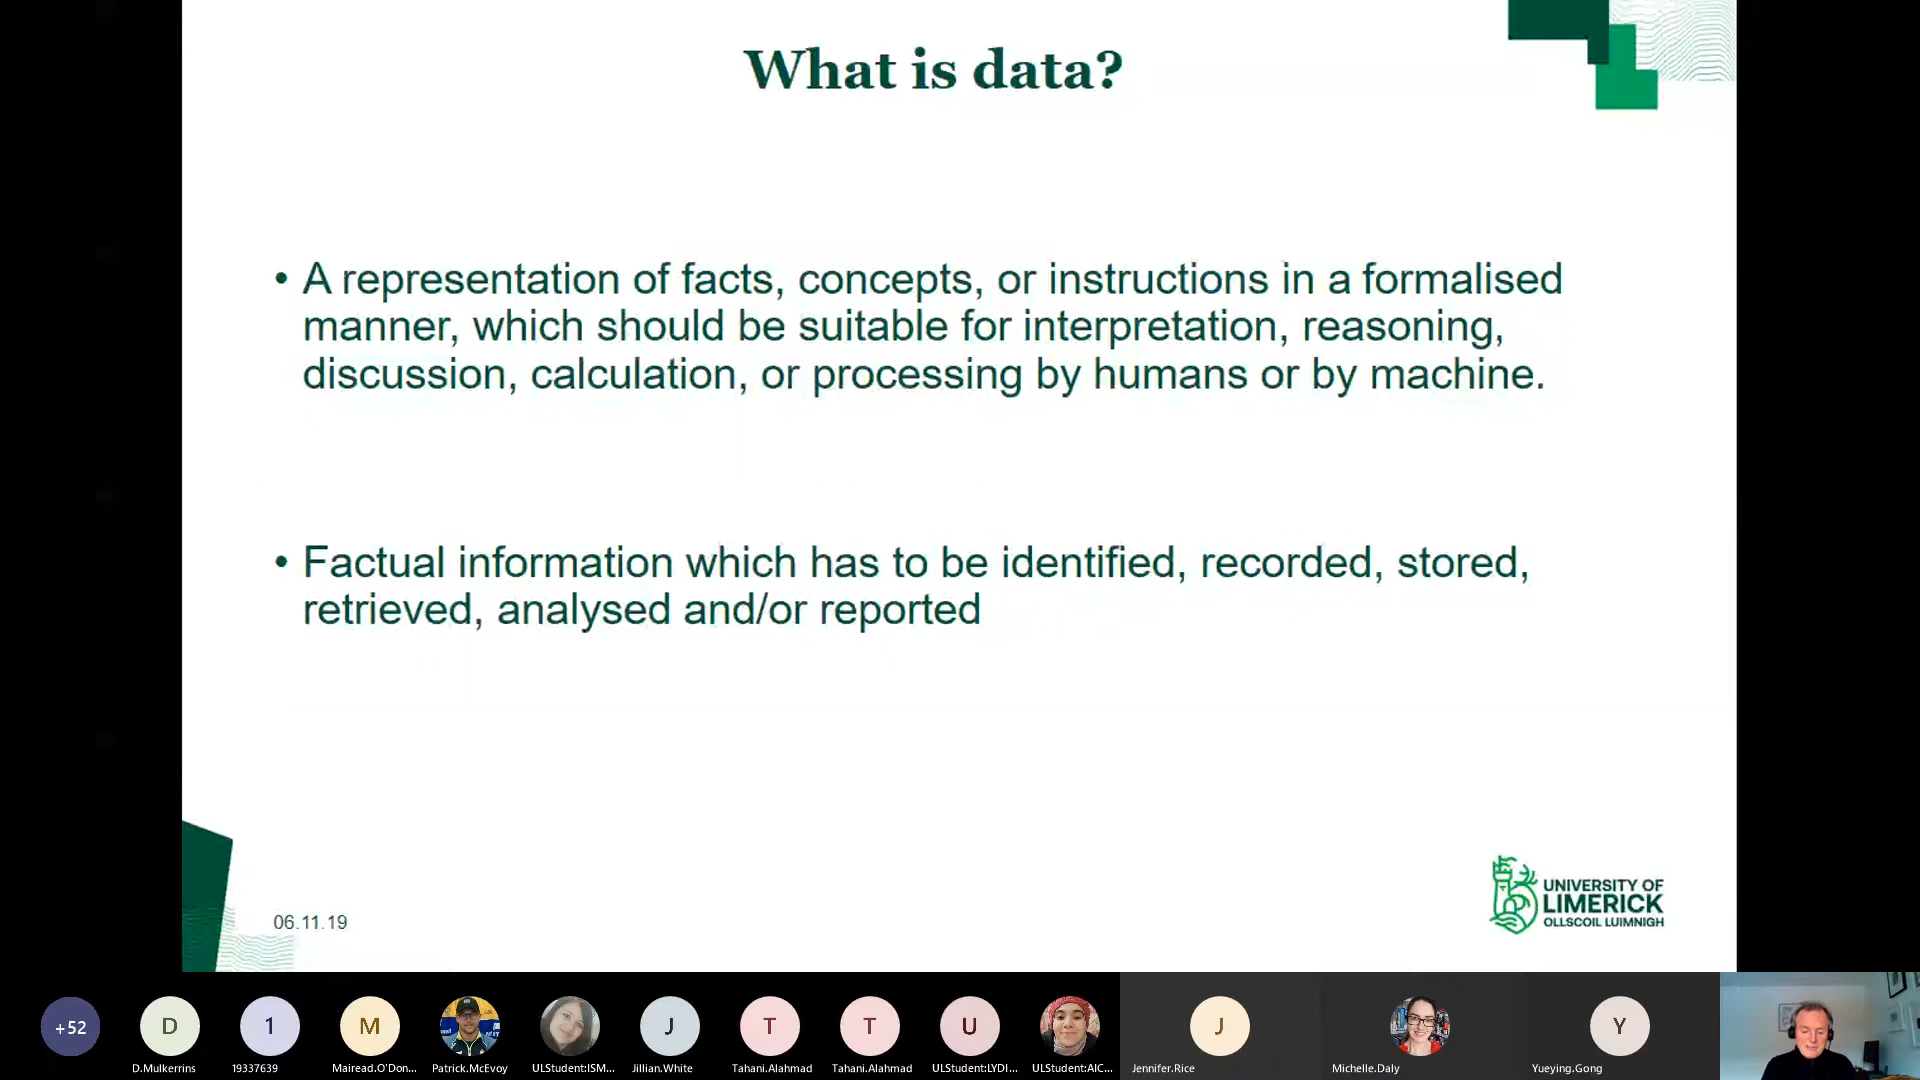 What is data?
• A representation of facts, concepts, or instructions in a formalised
manner, which should be suitable for interpretation, reasoning,
discussion, calculation, or processing by humans or by machine.
• Factual information which has to be identified, recorded, stored,
retrieved, analysed and/or reported
UNIVERSITY OF
LIMERICK
OLLSCOIL LUIMNIGH
06.11.19
+52
D
1
M
J
T
T
U
J
Y
D.Mulkerrins
19337639
Mairead.O'Don...
Patrick.McEvoy
ULStudent:ISM...
Jillian.White
Tahani.Alahmad
Tahani.Alahmad
ULStudent:LYDI...
ULStudent:AIC...
Jennifer.Rice
Michelle.Daly
Yueying.Gong